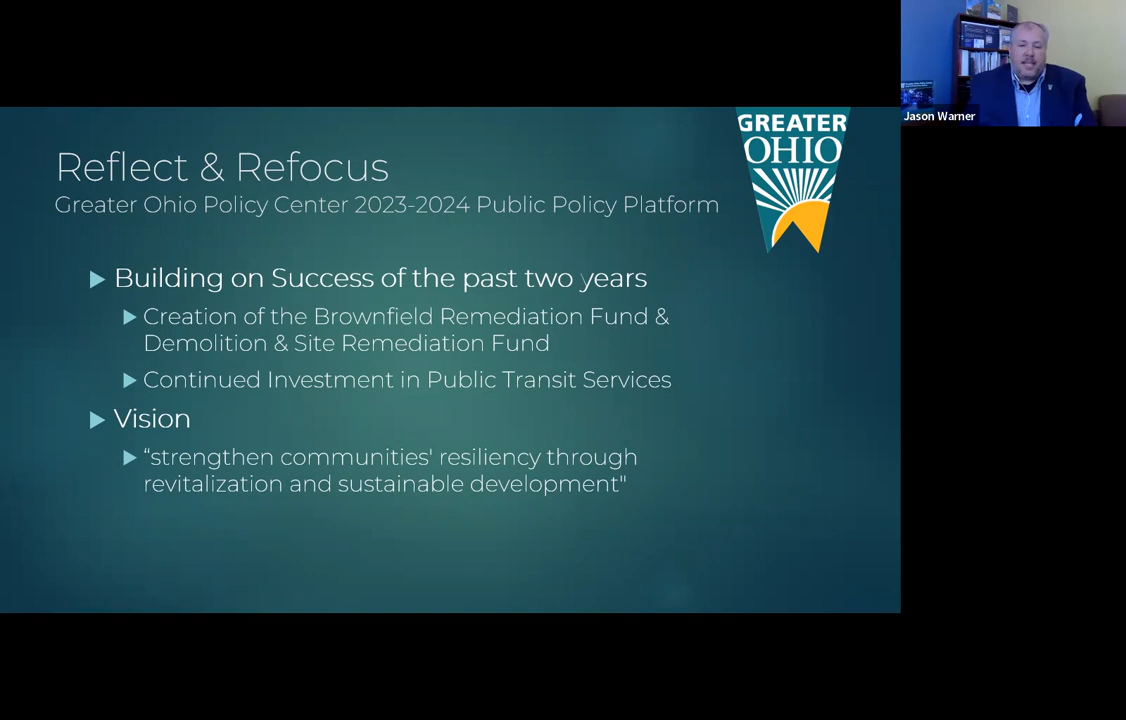 Reflect & Refocus
Greater Ohio Policy Center 2023-2024 Public Policy Platform
GREATER
OHIO
Building on Success of the past two years
Creation of the Brownfield Remediation Fund &
Demolition & Site Remediation Fund
Continued Investment in Public Transit Services
Vision
“strengthen communities' resiliency through
revitalization and sustainable development"
Jason Warner